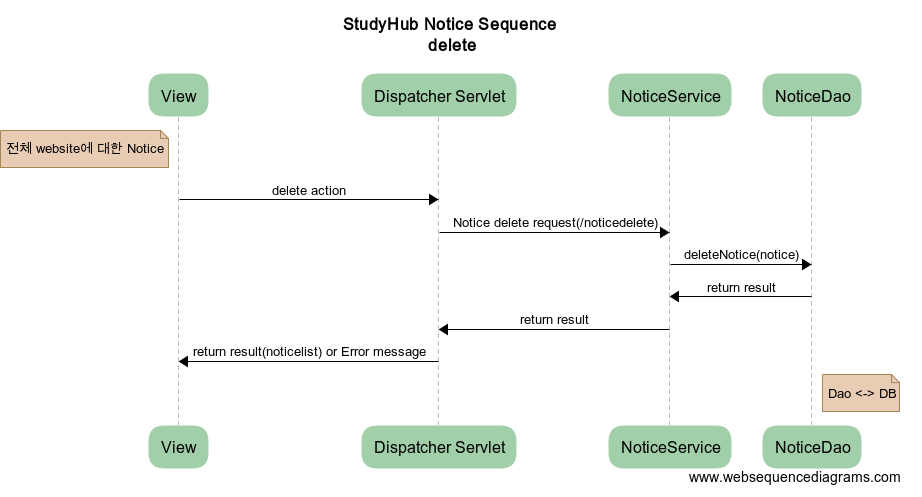 StudyHub Notice Sequence
delete
View
Dispatcher Servlet
NoticeService
NoticeDao
전체 website에 대한 Notice
delete action
Notice delete request(/noticedelete)
deleteNotice(notice)
return result
return result
return result(noticelist) or Error message
Dao <-> DB
View
Dispatcher Servlet
NoticeService
NoticeDao
www.websequencediagrams.com